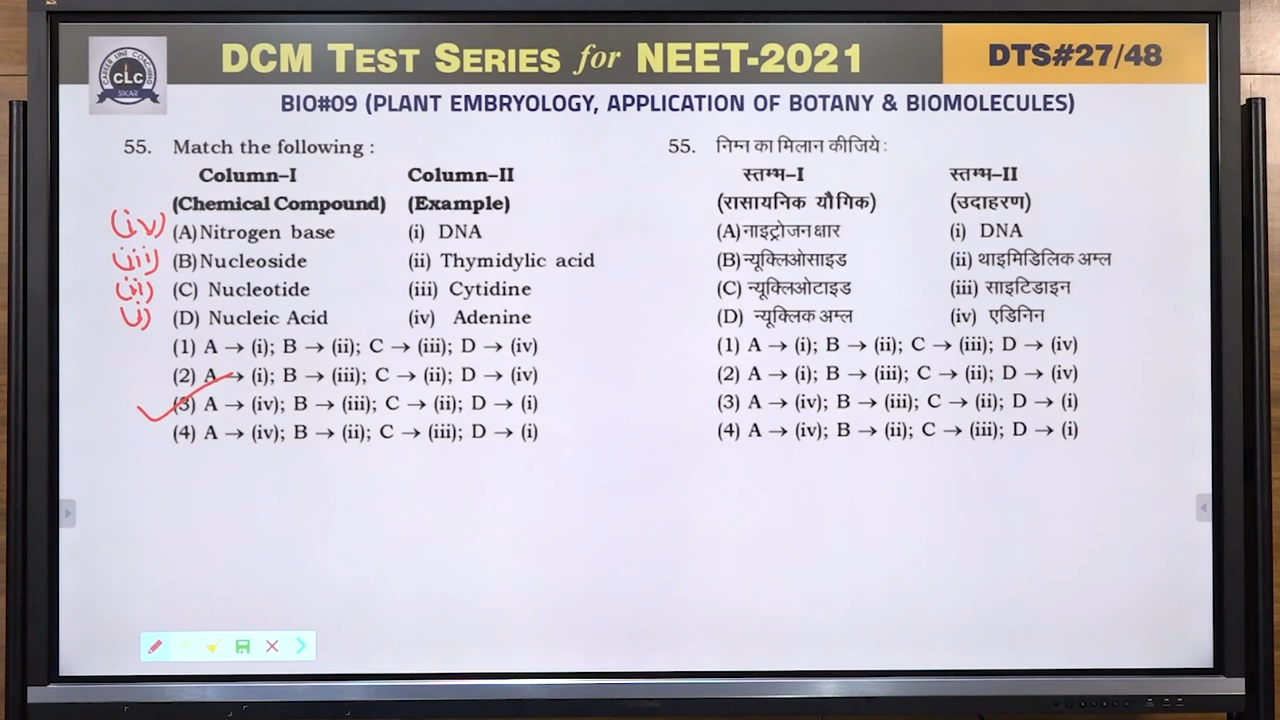 DCM TEST SERIES for NEET-2021
DTS#27/48
CAREER LINE COACHING
CLC
SIKAR
BIO#09 (PLANT EMBRYOLOGY, APPLICATION OF BOTANY & BIOMOLECULES)
55. Match the following :
Column–I Column–II
(Chemical Compound) (Example)
(iv) (A) Nitrogen base (i) DNA
(iii) (B) Nucleoside (ii) Thymidylic acid
(ii) (C) Nucleotide (iii) Cytidine
(i) (D) Nucleic Acid (iv) Adenine
(1) A → (i); B → (ii); C → (iii); D → (iv)
(2) A → (i); B → (iii); C → (ii); D → (iv)
(3) A → (iv); B → (iii); C → (ii); D → (i)
(4) A → (iv); B → (ii); C → (iii); D → (i)
55. निम्न का मिलान कीजिये :
स्तम्भ–I स्तम्भ–II
(रासायनिक यौगिक) (उदाहरण)
(A) नाइट्रोजन क्षार (i) DNA
(B) न्यूक्लिओसाइड (ii) थाइमिडिलिक अम्ल
(C) न्यूक्लिओटाइड (iii) साइटिडाइन
(D) न्यूक्लिक अम्ल (iv) एडिनिन
(1) A → (i); B → (ii); C → (iii); D → (iv)
(2) A → (i); B → (iii); C → (ii); D → (iv)
(3) A → (iv); B → (iii); C → (ii); D → (i)
(4) A → (iv); B → (ii); C → (iii); D → (i)